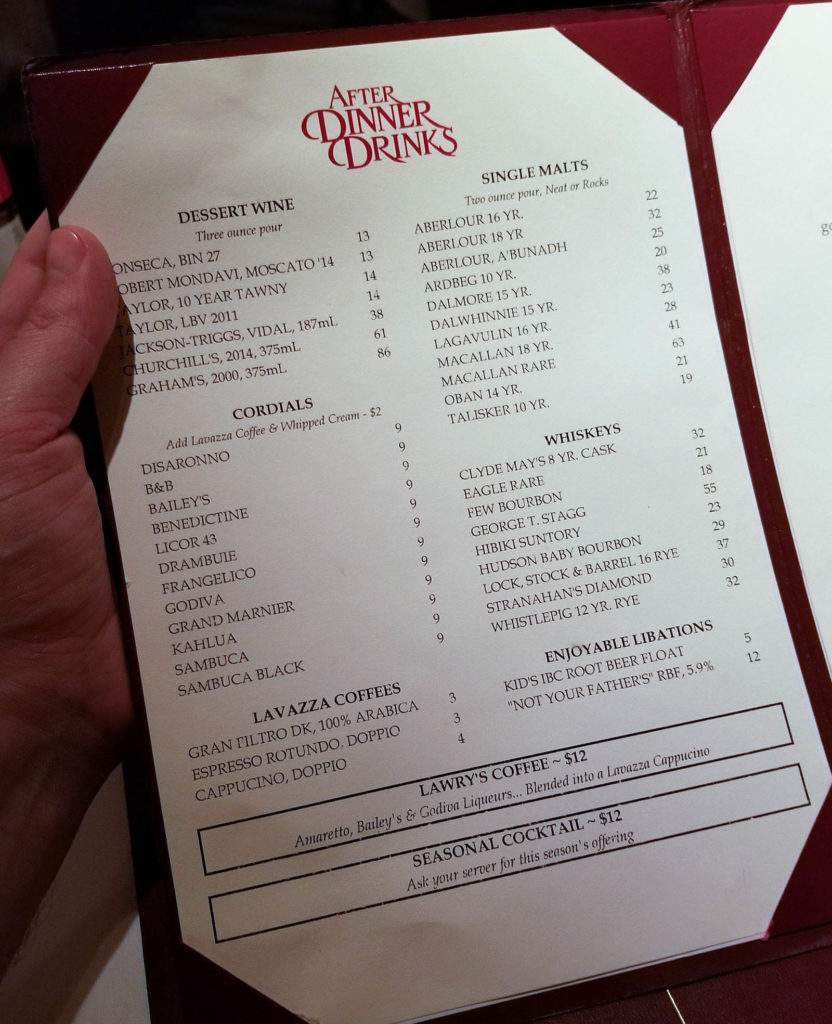 AFTER
DINNER
DRINKS
DESSERT WINE
Three ounce pour
ONSECA, BIN 27 13
OBERT MONDAVI, MOSCATO '14 13
AYLOR, 10 YEAR TAWNY 14
TAYLOR, LBV 2011 14
JACKSON-TRIGGS, VIDAL, 187mL 38
CHURCHILL'S, 2014, 375mL 61
GRAHAM'S, 2000, 375mL 86
CORDIALS
Add Lavazza Coffee & Whipped Cream - $2
DISARONNO 9
B&B 9
BAILEY'S 9
BENEDICTINE 9
LICOR 43 9
DRAMBUIE 9
FRANGELICO 9
GODIVA 9
GRAND MARNIER 9
KAHLUA 9
SAMBUCA 9
SAMBUCA BLACK 9
LAVAZZA COFFEES
GRAN FILTRO DK, 100% ARABICA 3
ESPRESSO ROTUNDO, DOPPIO 3
CAPPUCINO, DOPPIO 4
SINGLE MALTS
Two ounce pour, Neat or Rocks
ABERLOUR 16 YR. 22
ABERLOUR 18 YR 32
ABERLOUR, A'BUNADH 25
ARDBEG 10 YR. 20
DALMORE 15 YR. 38
DALWHINNIE 15 YR. 23
LAGAVULIN 16 YR. 28
MACALLAN 18 YR. 41
MACALLAN RARE 63
OBAN 14 YR. 21
TALISKER 10 YR. 19
WHISKEYS
CLYDE MAY'S 8 YR. CASK 32
EAGLE RARE 21
FEW BOURBON 18
GEORGE T. STAGG 55
HIBIKI SUNTORY 23
HUDSON BABY BOURBON 29
LOCK, STOCK & BARREL 16 RYE 37
STRANAHAN'S DIAMOND 30
WHISTLEPIG 12 YR. RYE 32
ENJOYABLE LIBATIONS
KID'S IBC ROOT BEER FLOAT 5
"NOT YOUR FATHER'S" RBF, 5.9% 12
LAWRY'S COFFEE ~ $12
Amaretto, Bailey's & Godiva Liqueurs... Blended into a Lavazza Cappucino
SEASONAL COCKTAIL ~ $12
Ask your server for this season's offering